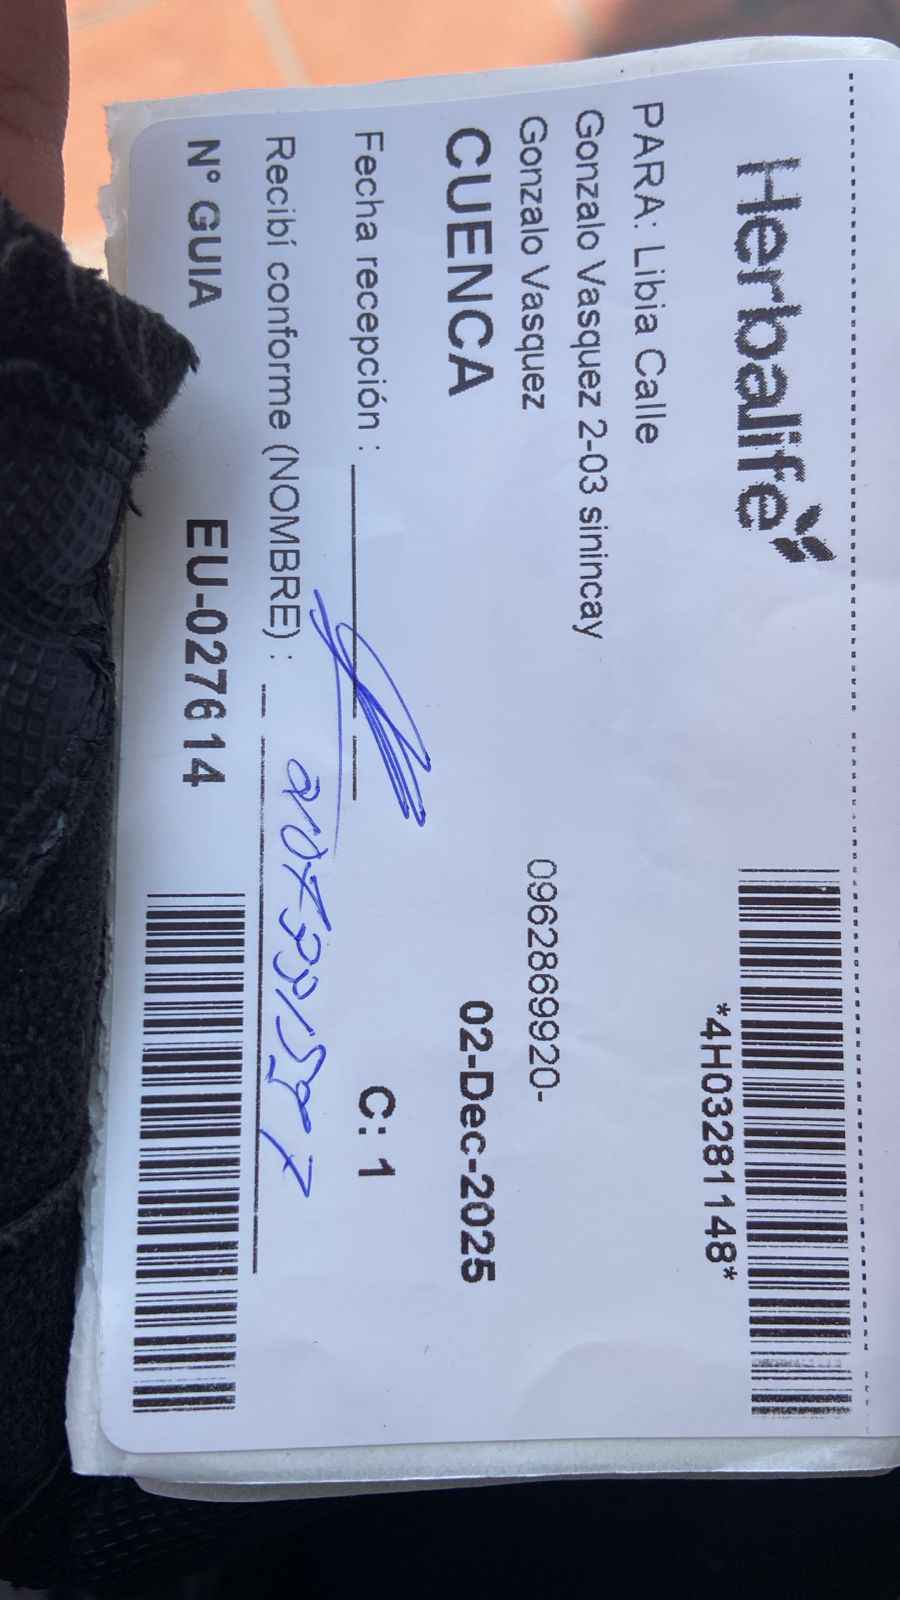 Herbalife
*4H03281148*
PARA: Libia Calle
Gonzalo Vasquez 2-03 sinincay
Gonzalo Vasquez 0962869920-
CUENCA 02-Dec-2025
Fecha recepción :
C: 1
Recibí conforme (NOMBRE) :
N° GUIA EU-027614